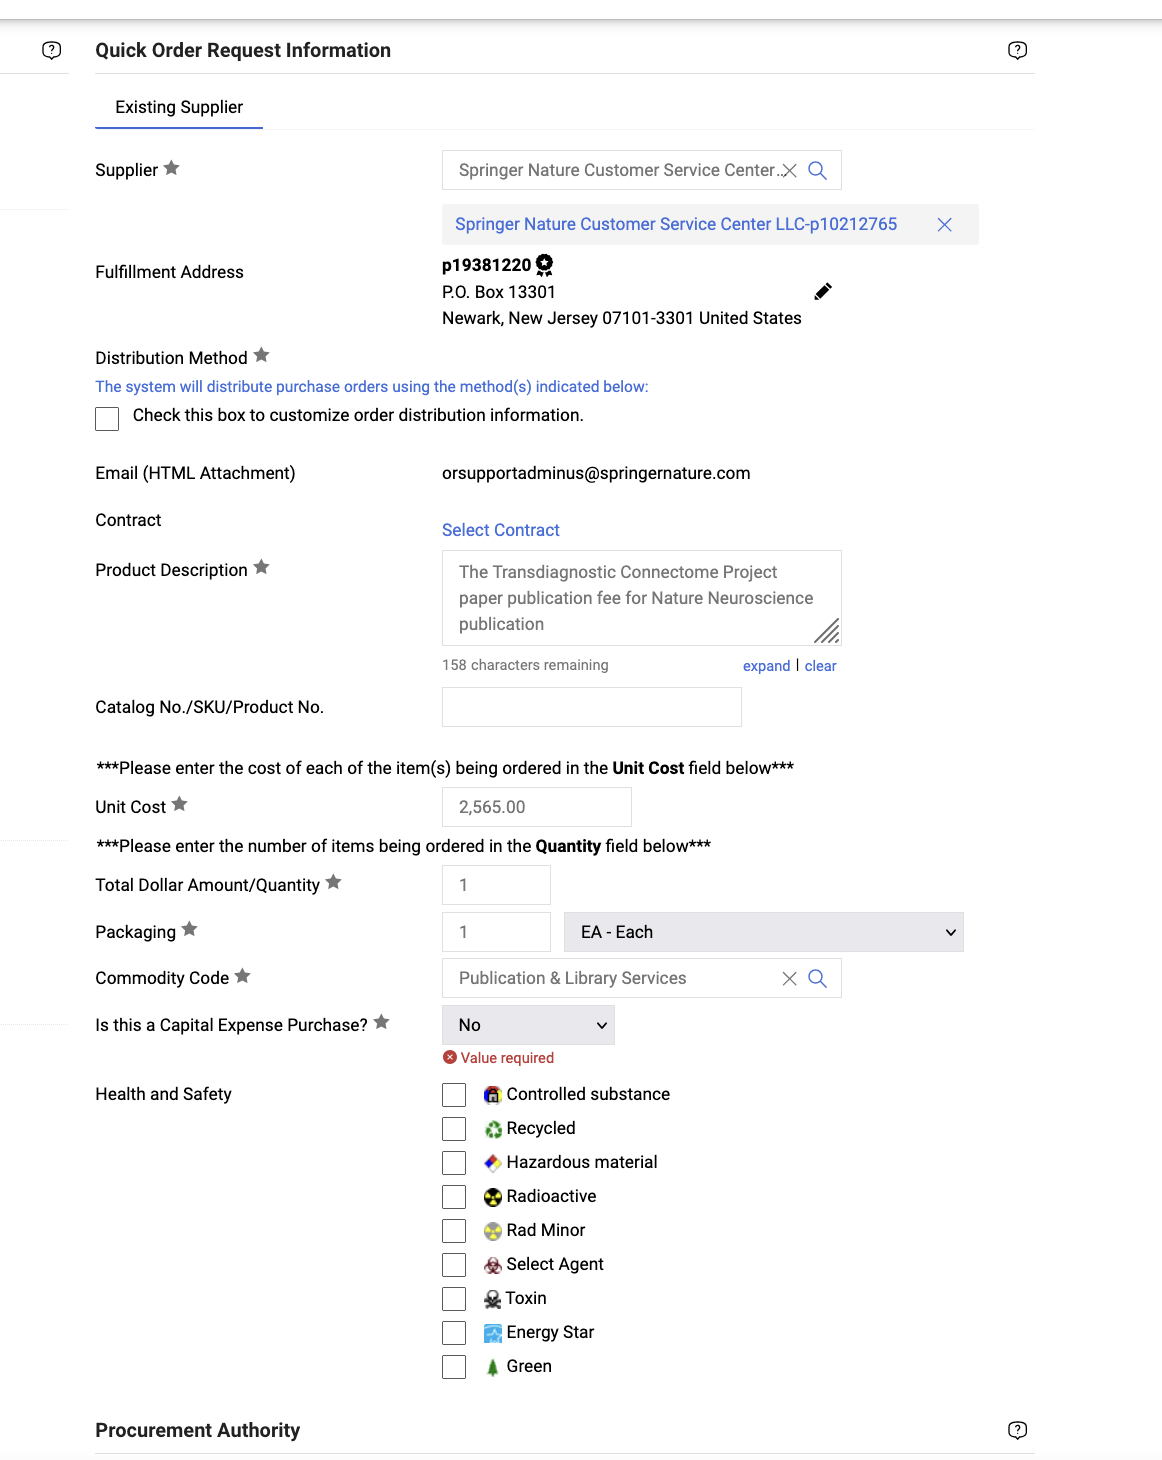 Quick Order Request Information
Existing Supplier
Supplier
Springer Nature Customer Service Center...
Springer Nature Customer Service Center LLC-p10212765
Fulfillment Address
p19381220
P.O. Box 13301
Newark, New Jersey 07101-3301 United States
Distribution Method
The system will distribute purchase orders using the method(s) indicated below:
Check this box to customize order distribution information.
Email (HTML Attachment)
orsupportadminus@springernature.com
Contract
Select Contract
Product Description
The Transdiagnostic Connectome Project
paper publication fee for Nature Neuroscience
publication
158 characters remaining
expand | clear
Catalog No./SKU/Product No.
***Please enter the cost of each of the item(s) being ordered in the Unit Cost field below***
Unit Cost
2,565.00
***Please enter the number of items being ordered in the Quantity field below***
Total Dollar Amount/Quantity
1
Packaging
1
EA - Each
Commodity Code
Publication & Library Services
Is this a Capital Expense Purchase?
No
Value required
Health and Safety
Controlled substance
Recycled
Hazardous material
Radioactive
Rad Minor
Select Agent
Toxin
Energy Star
Green
Procurement Authority